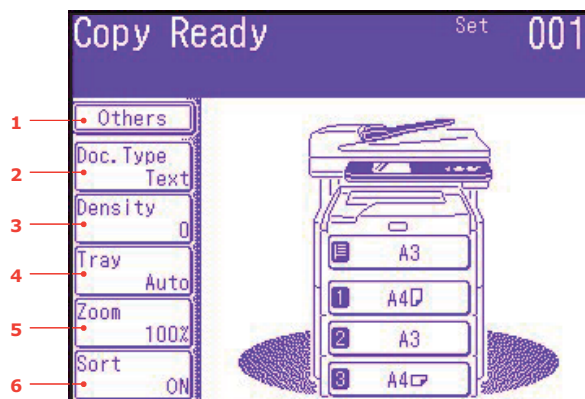 Copy Ready
Set 001
1 Others
2 Doc.Type
Text
3 Density
0
4 Tray
Auto
5 Zoom
100%
6 Sort
ON
A3
1 A4
2 A3
3 A4